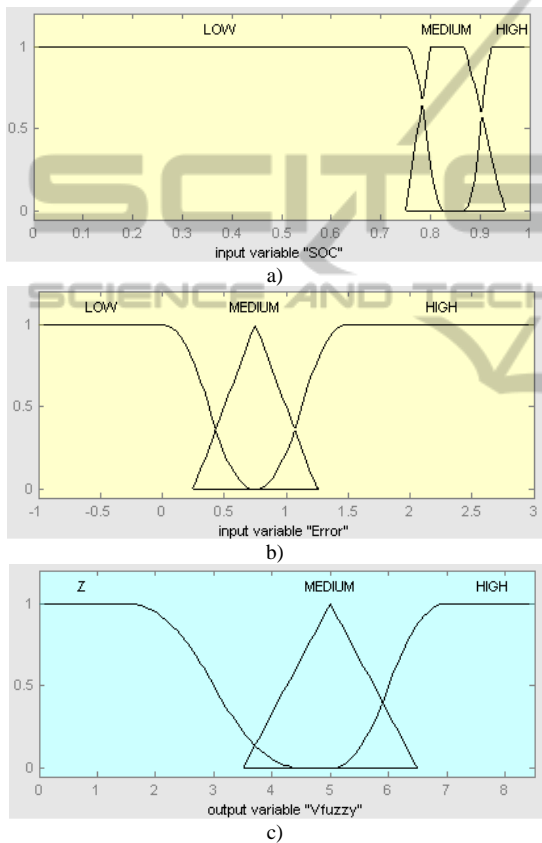 LOW MEDIUM HIGH
1
0.5
0
0 0.1 0.2 0.3 0.4 0.5 0.6 0.7 0.8 0.9 1
input variable "SOC"
a)
SCIENCE AND TECH
LOW MEDIUM HIGH
1
0.5
0
-1 -0.5 0 0.5 1 1.5 2 2.5 3
input variable "Error"
b)
Z MEDIUM HIGH
1
0.5
0
0 1 2 3 4 5 6 7 8
output variable "Vfuzzy"
c)